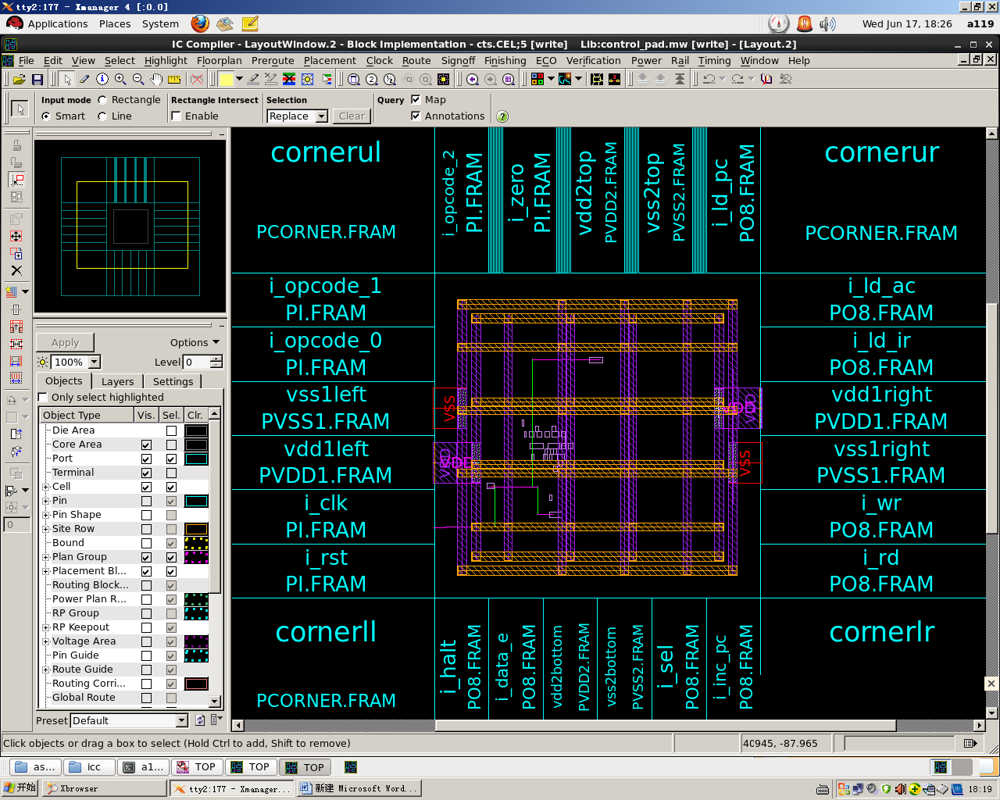 tty2:177 - Xmanager 4 [:0.0]
Applications Places System
Wed Jun 17, 18:26 a119
IC Compiler - LayoutWindow.2 - Block Implementation - cts.CEL;5 [write] Lib:control_pad.mw [write] - [Layout.2]
File Edit View Select Highlight Floorplan Preroute Placement Clock Route Signoff Finishing ECO Verification Power Rail Timing Window Help
Input mode Rectangle
Smart Line
Rectangle Intersect
Enable
Selection
Replace Clear
Query Map
Annotations
Apply Options
100% Level 0
Objects Layers Settings
Only select highlighted
Object Type Vis. Sel. Clr.
Die Area
Core Area
Port
Terminal
Cell
Pin
Pin Shape
Site Row
Bound
Plan Group
Placement Bl...
Routing Block...
Power Plan R...
RP Group
RP Keepout
Voltage Area
Pin Guide
Route Guide
Routing Corri...
Global Route
Preset Default
0
cornerul
PCORNER.FRAM
i_opcode_2
PI.FRAM
i_zero
PI.FRAM
vdd2top
PVDD2.FRAM
vss2top
PVSS2.FRAM
i_ld_pc
PO8.FRAM
cornerur
PCORNER.FRAM
i_opcode_1
PI.FRAM
i_opcode_0
PI.FRAM
vss1left
PVSS1.FRAM
vdd1left
PVDD1.FRAM
i_clk
PI.FRAM
i_rst
PI.FRAM
VSS
VDD
VDD
VDD
VDD
VSS
i_ld_ac
PO8.FRAM
i_ld_ir
PO8.FRAM
vdd1right
PVDD1.FRAM
vss1right
PVSS1.FRAM
i_wr
PO8.FRAM
i_rd
PO8.FRAM
cornerll
PCORNER.FRAM
i_halt
PO8.FRAM
i_data_e
PO8.FRAM
vdd2bottom
PVDD2.FRAM
vss2bottom
PVSS2.FRAM
i_sel
PO8.FRAM
i_inc_pc
PO8.FRAM
cornerlr
Click objects or drag a box to select (Hold Ctrl to add, Shift to remove)
40945, -87.965
as... icc a1... TOP TOP TOP
开始 Xbrowser tty2:177 - Xmanager... 新建 Microsoft Word... 18:19